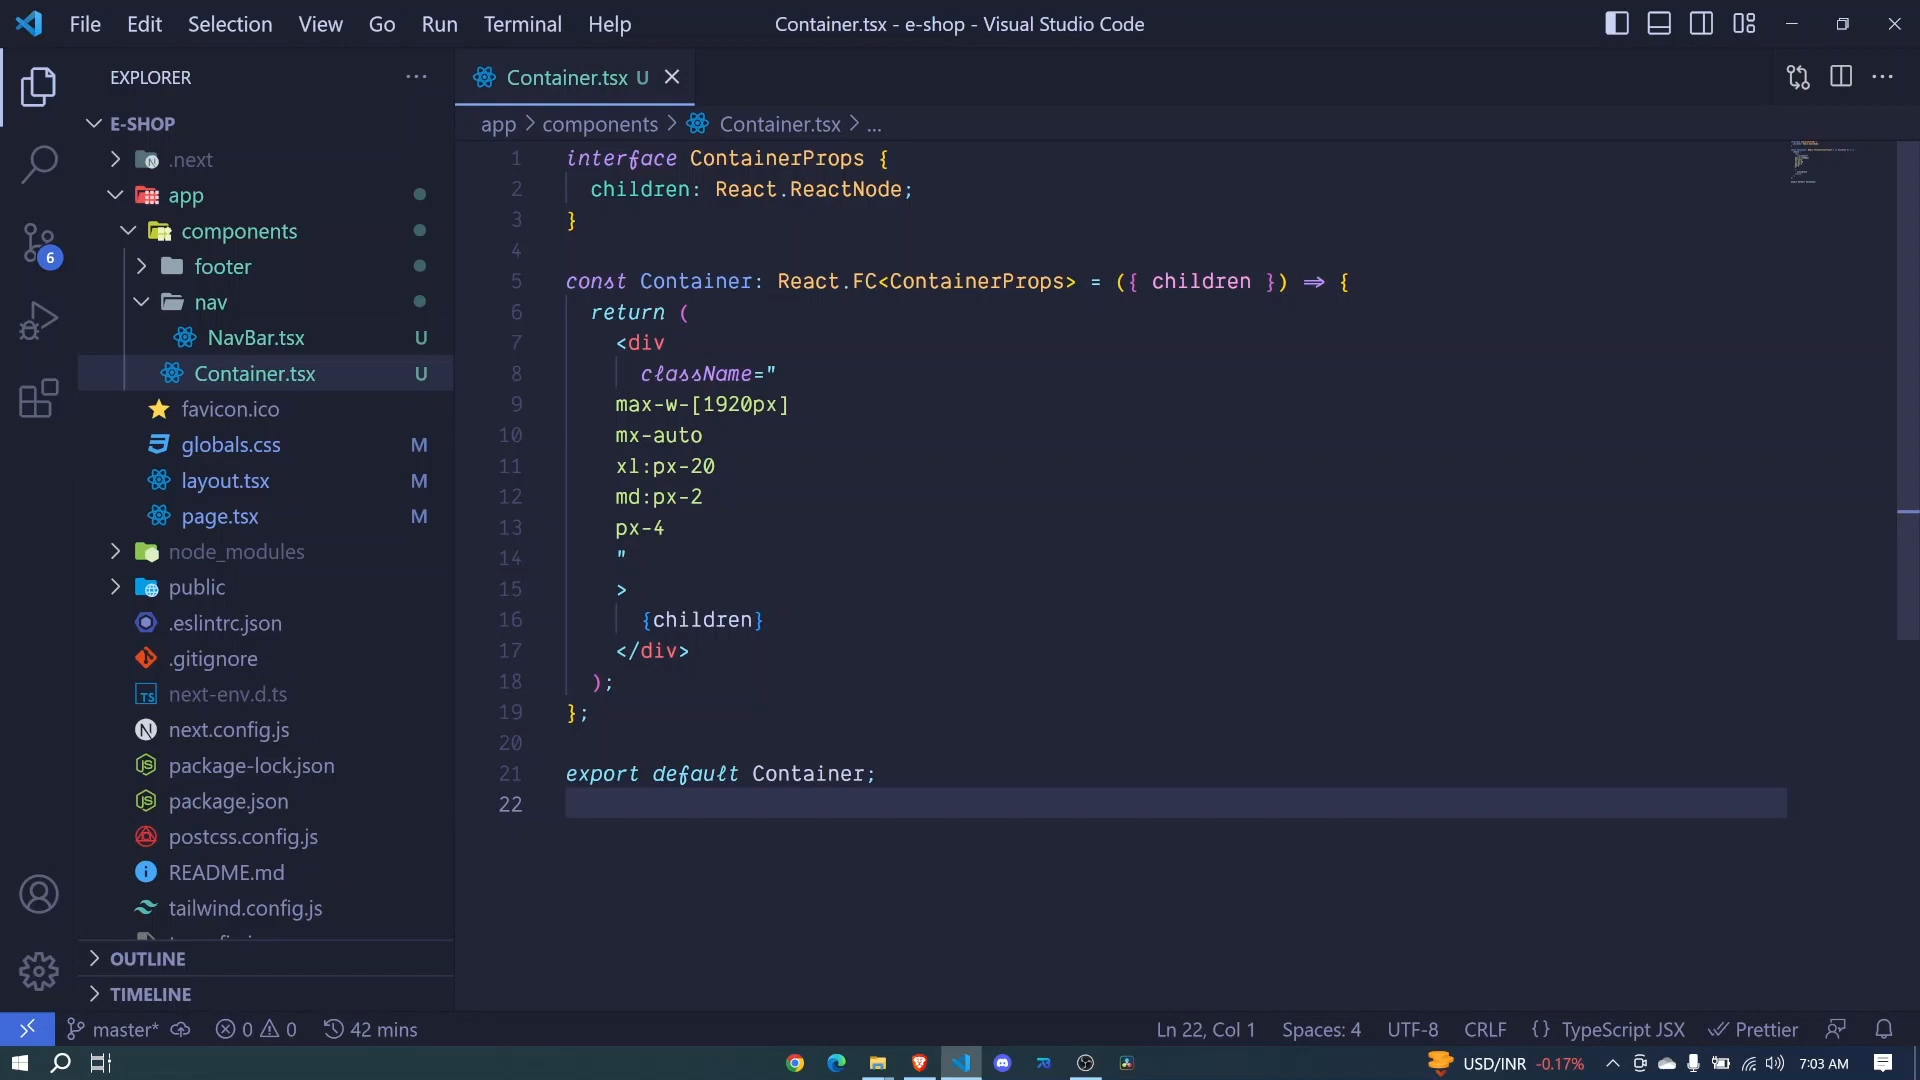 File Edit Selection View Go Run Terminal Help
Container.tsx - e-shop - Visual Studio Code
EXPLORER
E-SHOP
.next
app
components
footer
nav
NavBar.tsx U
Container.tsx U
favicon.ico
globals.css M
layout.tsx M
page.tsx M
node_modules
public
.eslintrc.json
.gitignore
TS next-env.d.ts
N next.config.js
package-lock.json
package.json
postcss.config.js
README.md
tailwind.config.js
OUTLINE
TIMELINE
6
Container.tsx U
app > components > Container.tsx > ...
1 interface ContainerProps {
2 children: React.ReactNode;
3 }
4
5 const Container: React.FC<ContainerProps> = ({ children }) => {
6 return (
7 <div
8 className="
9 max-w-[1920px]
10 mx-auto
11 xl:px-20
12 md:px-2
13 px-4
14 "
15 >
16 {children}
17 </div>
18 );
19 };
20
21 export default Container;
22
master* 0 0 42 mins
Ln 22, Col 1 Spaces: 4 UTF-8 CRLF {} TypeScript JSX Prettier
USD/INR -0.17% 7:03 AM